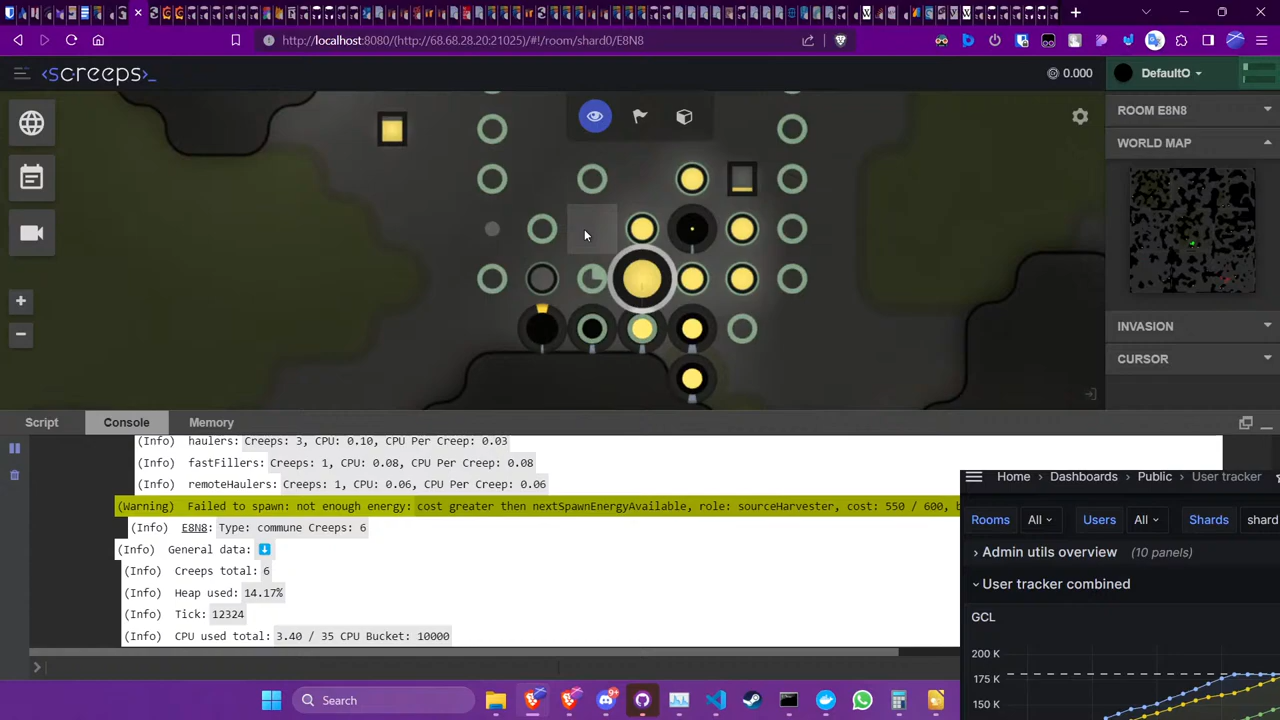 http://localhost:8080/(http://68.68.28.20:21025)/#!/room/shard0/E8N8
<screeps>_
0.000
DefaultO
ROOM E8N8
WORLD MAP
INVASION
CURSOR
Script
Console
Memory
(Info) haulers: Creeps: 3, CPU: 0.10, CPU Per Creep: 0.03
(Info) fastFillers: Creeps: 1, CPU: 0.08, CPU Per Creep: 0.08
(Info) remoteHaulers: Creeps: 1, CPU: 0.06, CPU Per Creep: 0.06
(Warning) Failed to spawn: not enough energy: cost greater then nextSpawnEnergyAvailable, role: sourceHarvester, cost: 550 / 600, b
(Info) E8N8: Type: commune Creeps: 6
(Info) General data: ⬇
(Info) Creeps total: 6
(Info) Heap used: 14.17%
(Info) Tick: 12324
(Info) CPU used total: 3.40 / 35 CPU Bucket: 10000
Home › Dashboards › Public › User tracker
Rooms All Users All Shards shard
Admin utils overview (10 panels)
User tracker combined
GCL
200 K
175 K
150 K
Search
9+